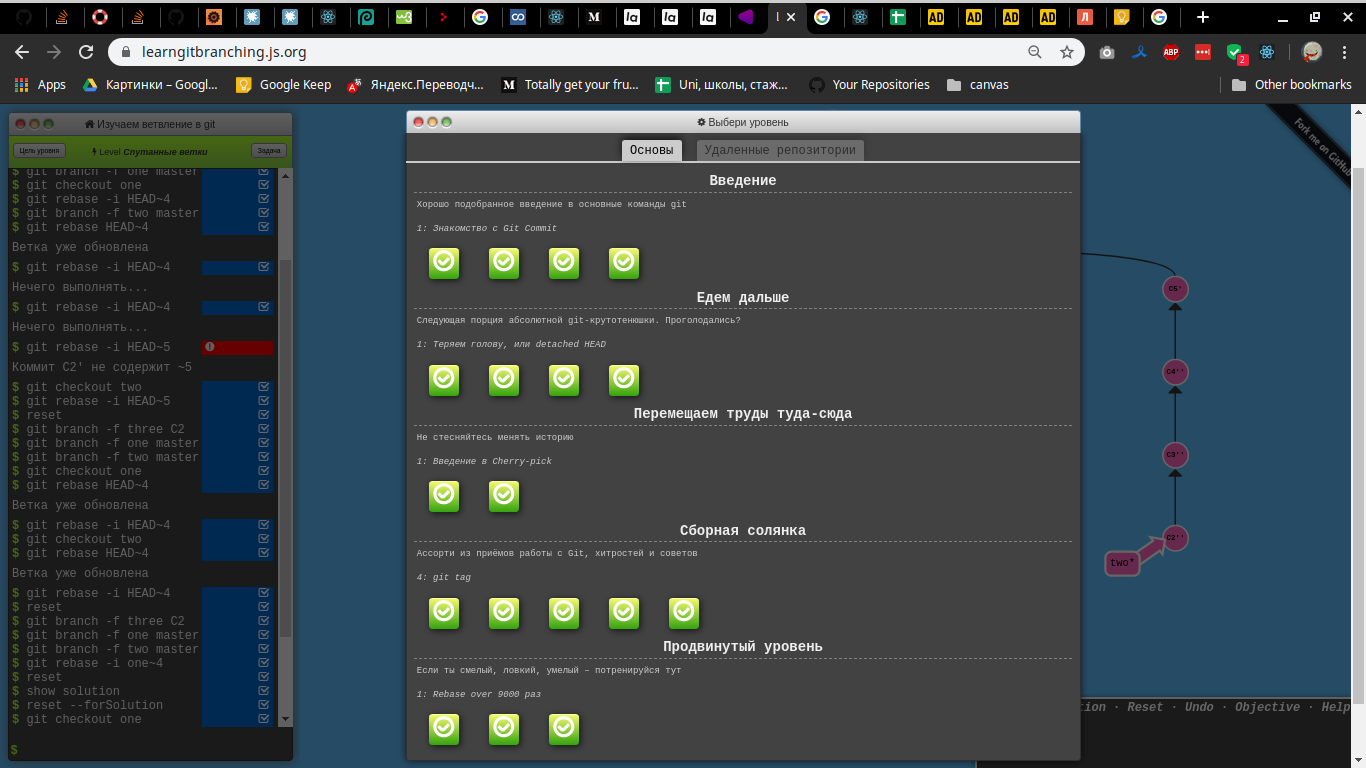 learngitbranching.js.org
Apps
Картинки – Googl...
Google Keep
Яндекс.Переводч...
Totally get your fru...
Uni, школы, стаж...
Your Repositories
canvas
Other bookmarks
Изучаем ветвление в git
Цель уровня
Level Спутанные ветки
Задача
$ git branch -f one master
$ git checkout one
$ git rebase -i HEAD~4
$ git branch -f two master
$ git rebase HEAD~4
Ветка уже обновлена
$ git rebase -i HEAD~4
Нечего выполнять...
$ git rebase -i HEAD~4
Нечего выполнять...
$ git rebase -i HEAD~5
Коммит C2' не содержит ~5
$ git checkout two
$ git rebase -i HEAD~5
$ reset
$ git branch -f three C2
$ git branch -f one master
$ git branch -f two master
$ git checkout one
$ git rebase HEAD~4
Ветка уже обновлена
$ git rebase -i HEAD~4
$ git checkout two
$ git rebase HEAD~4
Ветка уже обновлена
$ git rebase -i HEAD~4
$ reset
$ git branch -f three C2
$ git branch -f one master
$ git branch -f two master
$ git rebase -i one~4
$ reset
$ show solution
$ reset --forSolution
$ git checkout one
$
Выбери уровень
Основы
Удаленные репозитории
Введение
Хорошо подобранное введение в основные команды git
1: Знакомство с Git Commit
Едем дальше
Следующая порция абсолютной git-крутотенюшки. Проголодались?
1: Теряем голову, или detached HEAD
Перемещаем труды туда-сюда
Не стесняйтесь менять историю
1: Введение в Cherry-pick
Сборная солянка
Ассорти из приёмов работы с Git, хитростей и советов
4: git tag
Продвинутый уровень
Если ты смелый, ловкий, умелый – потренируйся тут
1: Rebase over 9000 раз
Fork me on GitHub
C5'
C4''
C3''
C2''
two*
tion · Reset · Undo · Objective · Help